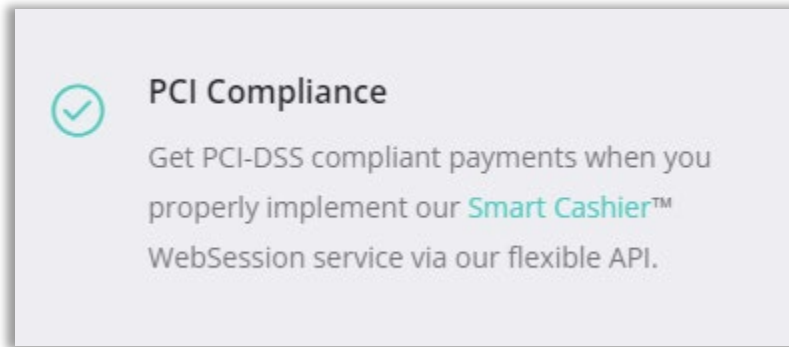 PCI Compliance
Get PCI-DSS compliant payments when you
properly implement our Smart Cashier™
WebSession service via our flexible API.